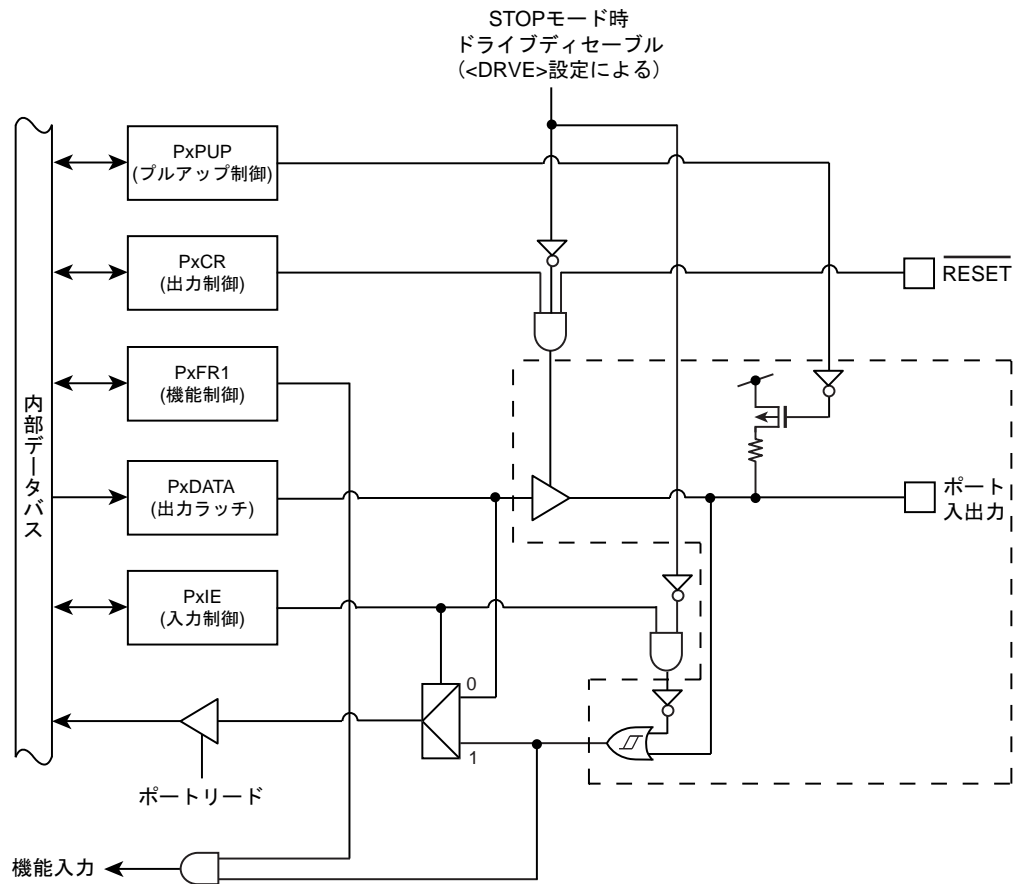 STOPモード時
ドライブディセーブル
(<DRVE>設定による)
PxPUP
(プルアップ制御)
PxCR
(出力制御)
RESET
PxFR1
(機能制御)
内部データバス
PxDATA
(出力ラッチ)
ポート
入出力
PxIE
(入力制御)
0
1
ポートリード
機能入力